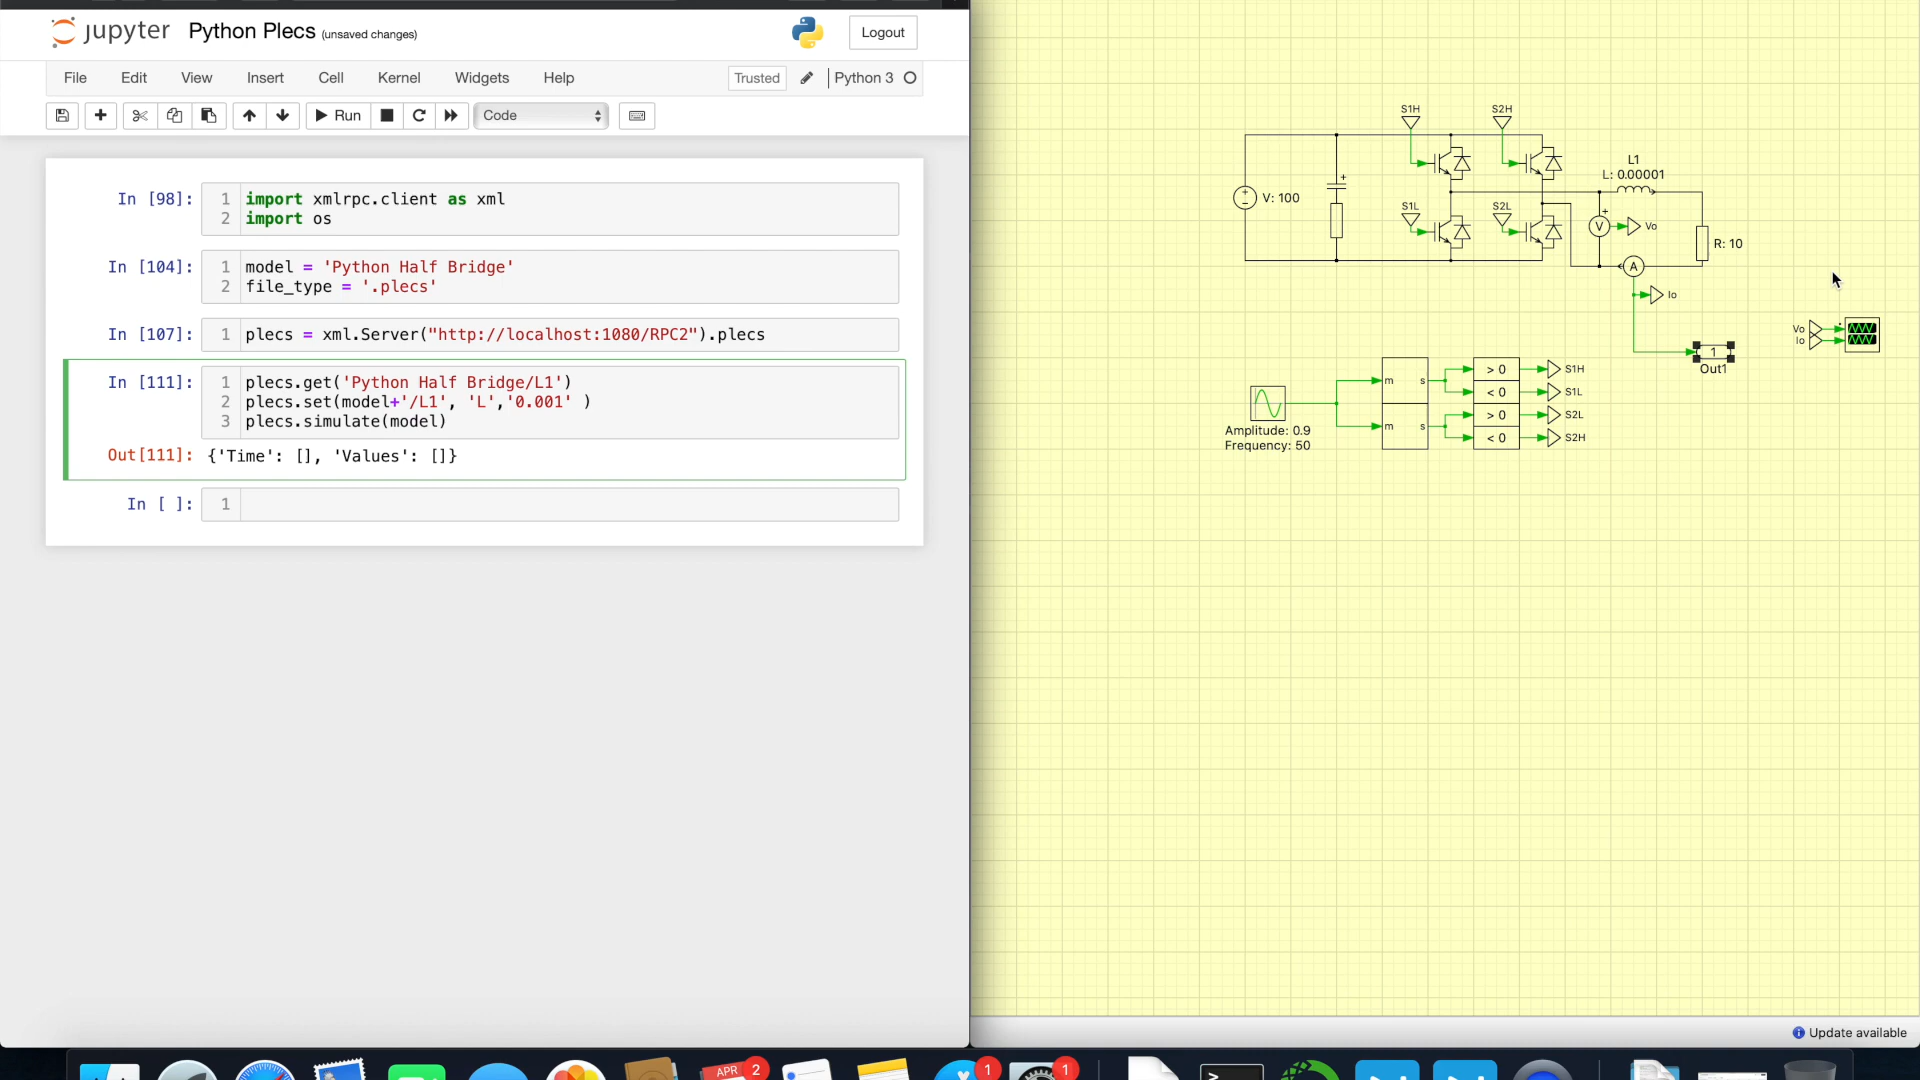 jupyter Python Plecs (unsaved changes)
Logout
File Edit View Insert Cell Kernel Widgets Help
Trusted
Python 3
Run
Code
In [98]:
1 import xmlrpc.client as xml
2 import os
In [104]:
1 model = 'Python Half Bridge'
2 file_type = '.plecs'
In [107]:
1 plecs = xml.Server("http://localhost:1080/RPC2").plecs
In [111]:
1 plecs.get('Python Half Bridge/L1')
2 plecs.set(model+'/L1', 'L','0.001' )
3 plecs.simulate(model)
Out[111]: {'Time': [], 'Values': []}
In [ ]:
1
S1H
S2H
L1
L: 0.00001
V: 100
S1L
S2L
V
Vo
R: 10
A
Io
Vo
Io
1
Out1
m s
> 0
S1H
< 0
S1L
> 0
S2L
m s
< 0
S2H
Amplitude: 0.9
Frequency: 50
Update available
APR
2
1
1